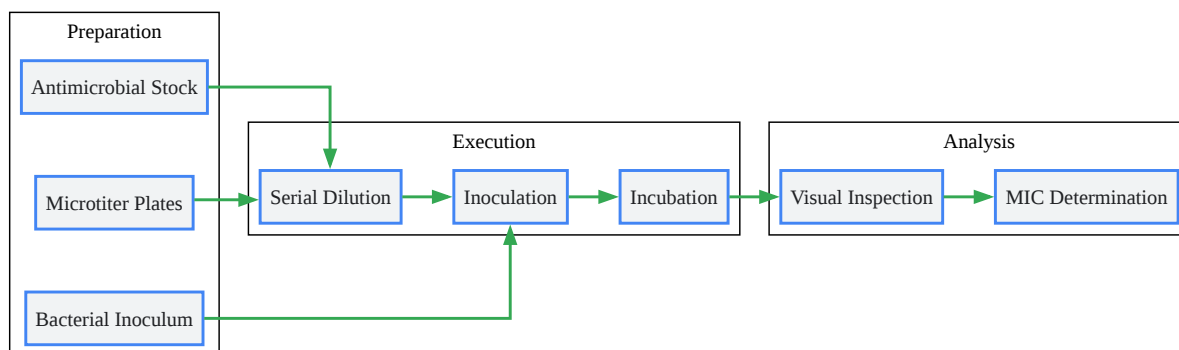 Preparation
Antimicrobial Stock
Microtiter Plates
Bacterial Inoculum
Execution
Serial Dilution
Inoculation
Incubation
Analysis
Visual Inspection
MIC Determination